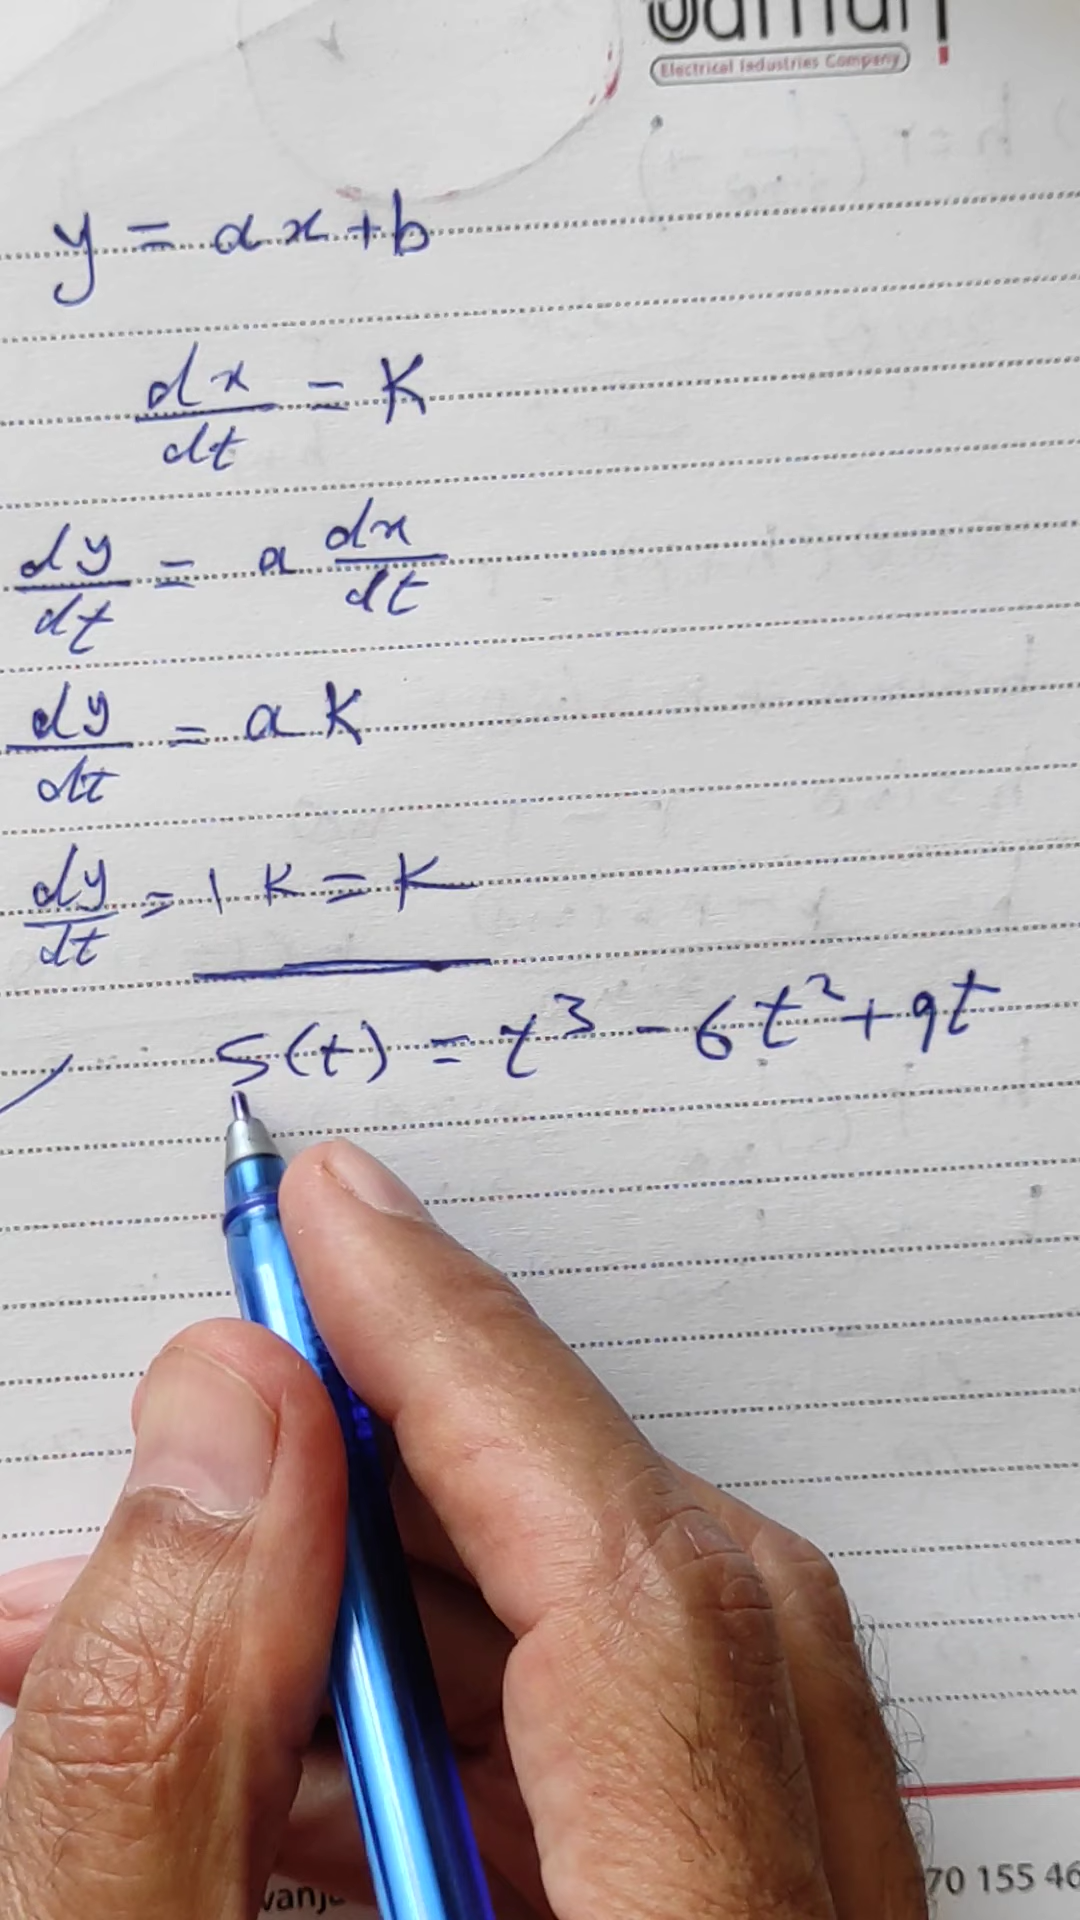 Electrical Industries Company
y = ax + b
dx/dt = K
dy/dt = a dx/dt
dy/dt = a K
dy/dt = 1 K = K
S(t) = t³ - 6t² + 9t
70 155 46